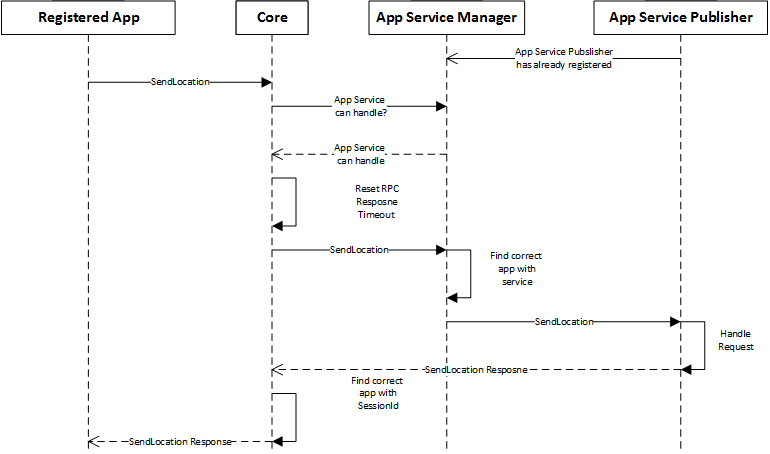 Registered App
Core
App Service Manager
App Service Publisher
App Service Pubslisher
has already registered
SendLocation
App Service
can handle?
App Service
can handle
Reset RPC
Resposne
Timeout
SendLocation
Find correct
app with
service
SendLocation
Handle
Request
SendLocation Resposne
Find correct
app with
SessionId
SendLocation Response